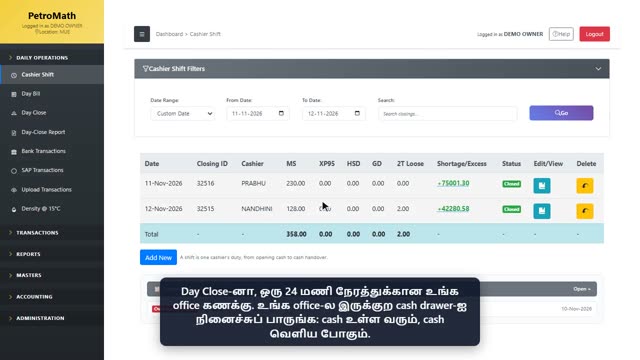 PetroMath
Logged in as DEMO OWNER
Location: MUE
DAILY OPERATIONS
Cashier Shift
Day Bill
Day Close
Day-Close Report
Bank Transactions
SAP Transactions
Upload Transactions
Density @ 15°C
TRANSACTIONS
REPORTS
MASTERS
ACCOUNTING
ADMINISTRATION
Dashboard > Cashier Shift
Logged in as DEMO OWNER
Help
Logout
Cashier Shift Filters
Date Range: From Date: To Date: Search:
Custom Date 11-11-2026 12-11-2026 Search closings... Go
Date Closing ID Cashier MS XP95 HSD GD 2T Loose Shortage/Excess Status Edit/View Delete
11-Nov-2026 32516 PRABHU 230.00 0.00 0.00 0.00 0.00 +75001.30 Closed
12-Nov-2026 32515 NANDHINI 128.00 0.00 0.00 0.00 2.00 +42280.58 Closed
Total - - 358.00 0.00 0.00 0.00 2.00 - - - -
Add New A shift is one cashier's duty, from opening cash to cash handover.
Open
10-Nov-2026
Day Close-னா, ஒரு 24 மணி நேரத்துக்கான உங்க
office கணக்கு. உங்க office-ல இருக்குற cash drawer-ஐ
நினைச்சுப் பாருங்க: cash உள்ள வரும், cash
வெளிய போகும்.